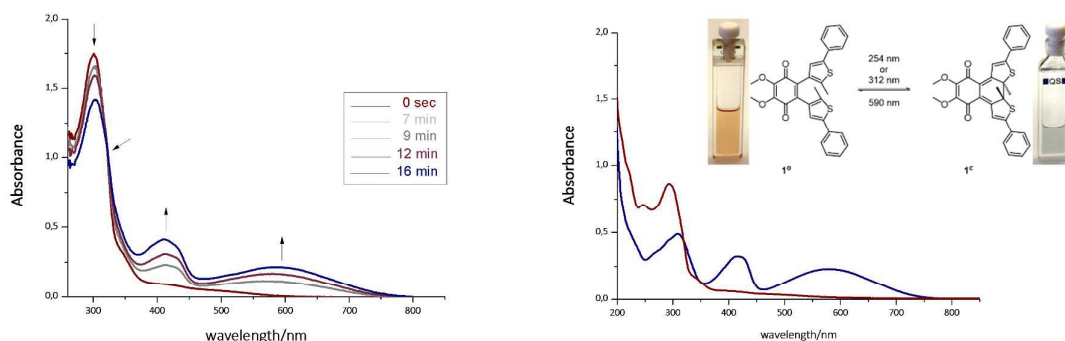 2,0
1,5
1,0
0,5
0,0
300
400
500
600
700
800
Absorbance
wavelength/nm
0 sec
7 min
9 min
12 min
16 min
2,0
1,5
1,0
0,5
0,0
200
300
400
500
600
700
800
Absorbance
wavelength/nm
O
O
O
O
S
S
1º
254 nm
or
312 nm
590 nm
O
O
O
O
S
S
1ᶜ
QS